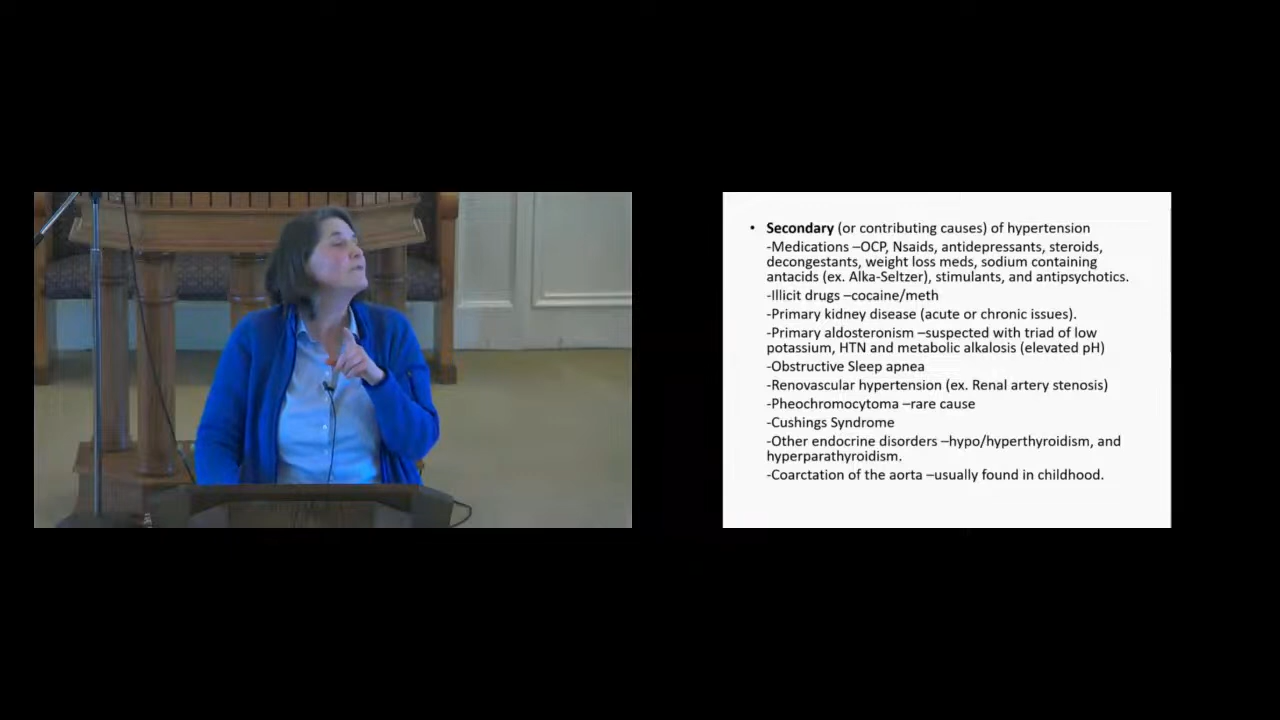 • Secondary (or contributing causes) of hypertension
-Medications –OCP, Nsaids, antidepressants, steroids,
decongestants, weight loss meds, sodium containing
antacids (ex. Alka-Seltzer), stimulants, and antipsychotics.
-Illicit drugs –cocaine/meth
-Primary kidney disease (acute or chronic issues).
-Primary aldosteronism –suspected with triad of low
potassium, HTN and metabolic alkalosis (elevated pH)
-Obstructive Sleep apnea
-Renovascular hypertension (ex. Renal artery stenosis)
-Pheochromocytoma –rare cause
-Cushings Syndrome
-Other endocrine disorders –hypo/hyperthyroidism, and
hyperparathyroidism.
-Coarctation of the aorta –usually found in childhood.